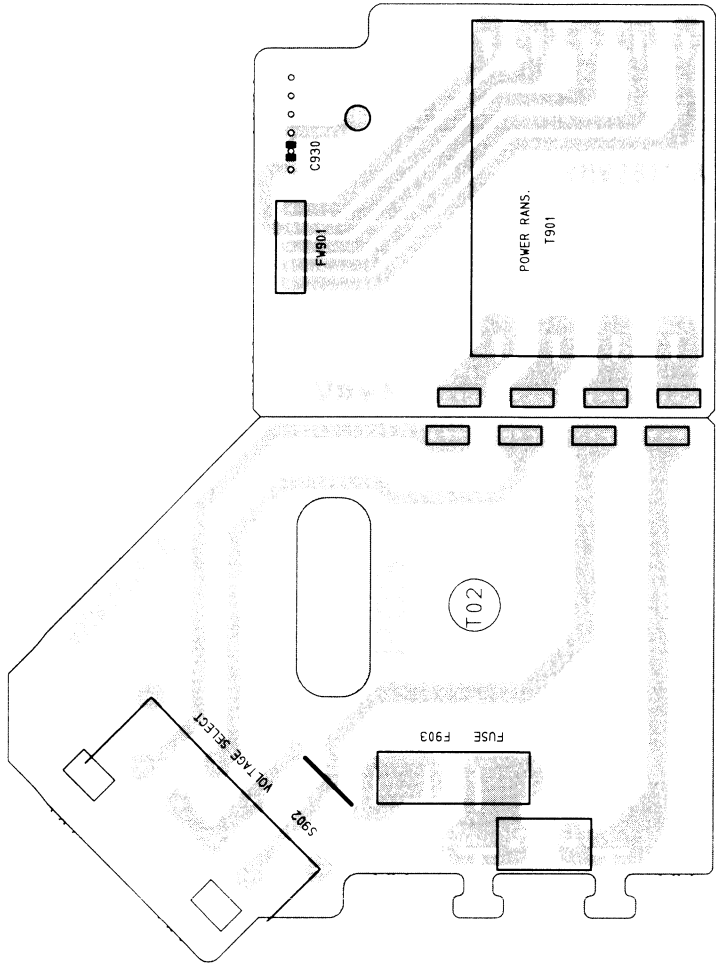 C930
FW901
POWER RANS.
T901
T02
VOLTAGE SELECT
S902
F903 FUSE